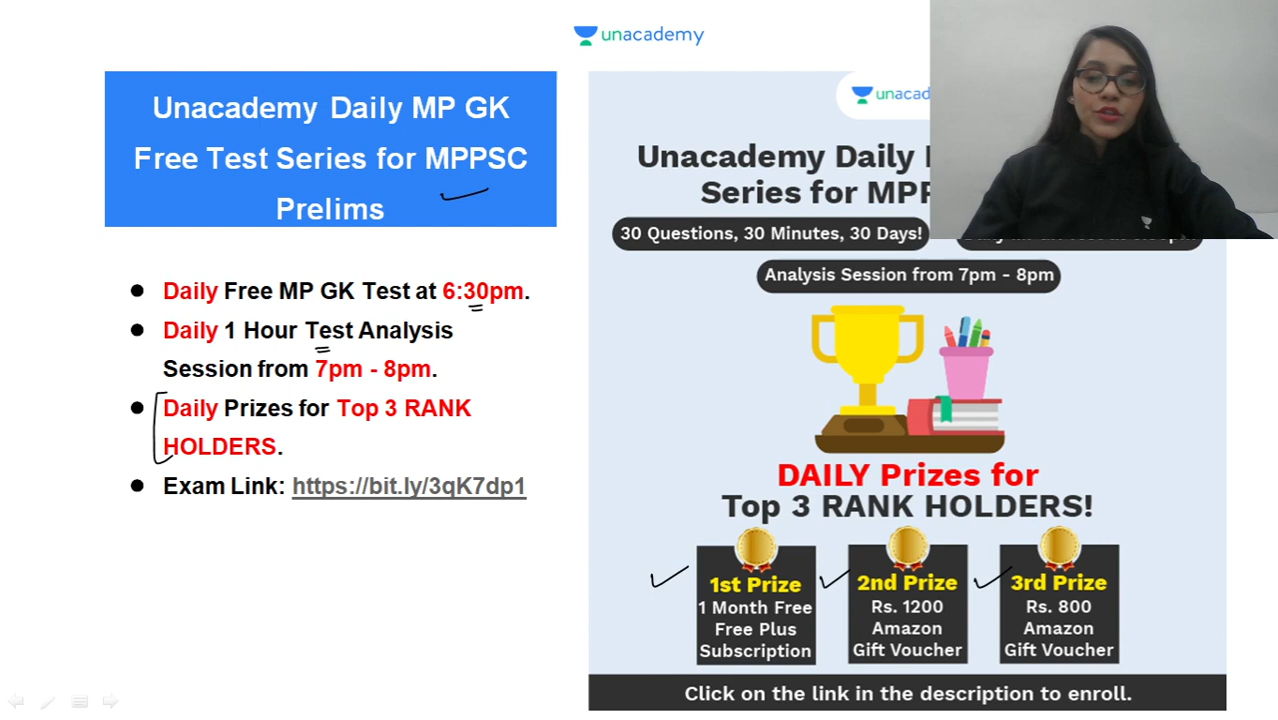 unacademy
Unacademy Daily MP GK
Free Test Series for MPPSC
Prelims
Daily Free MP GK Test at 6:30pm.
Daily 1 Hour Test Analysis
Session from 7pm - 8pm.
Daily Prizes for Top 3 RANK
HOLDERS.
Exam Link: https://bit.ly/3qK7dp1
unacad
Unacademy Daily
Series for MPP
30 Questions, 30 Minutes, 30 Days!
Analysis Session from 7pm - 8pm
DAILY Prizes for
Top 3 RANK HOLDERS!
1st Prize
1 Month Free
Free Plus
Subscription
2nd Prize
Rs. 1200
Amazon
Gift Voucher
3rd Prize
Rs. 800
Amazon
Gift Voucher
Click on the link in the description to enroll.